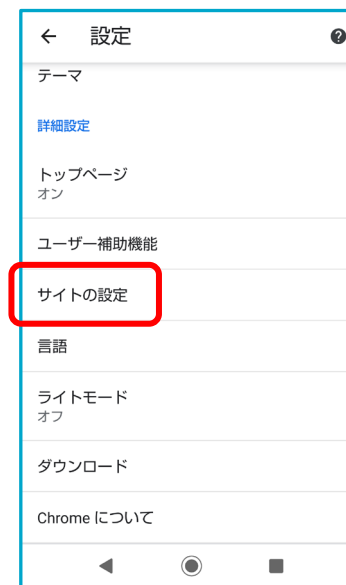 設定
テーマ
詳細設定
トップページ
オン
ユーザー補助機能
サイトの設定
言語
ライトモード
オフ
ダウンロード
Chrome について